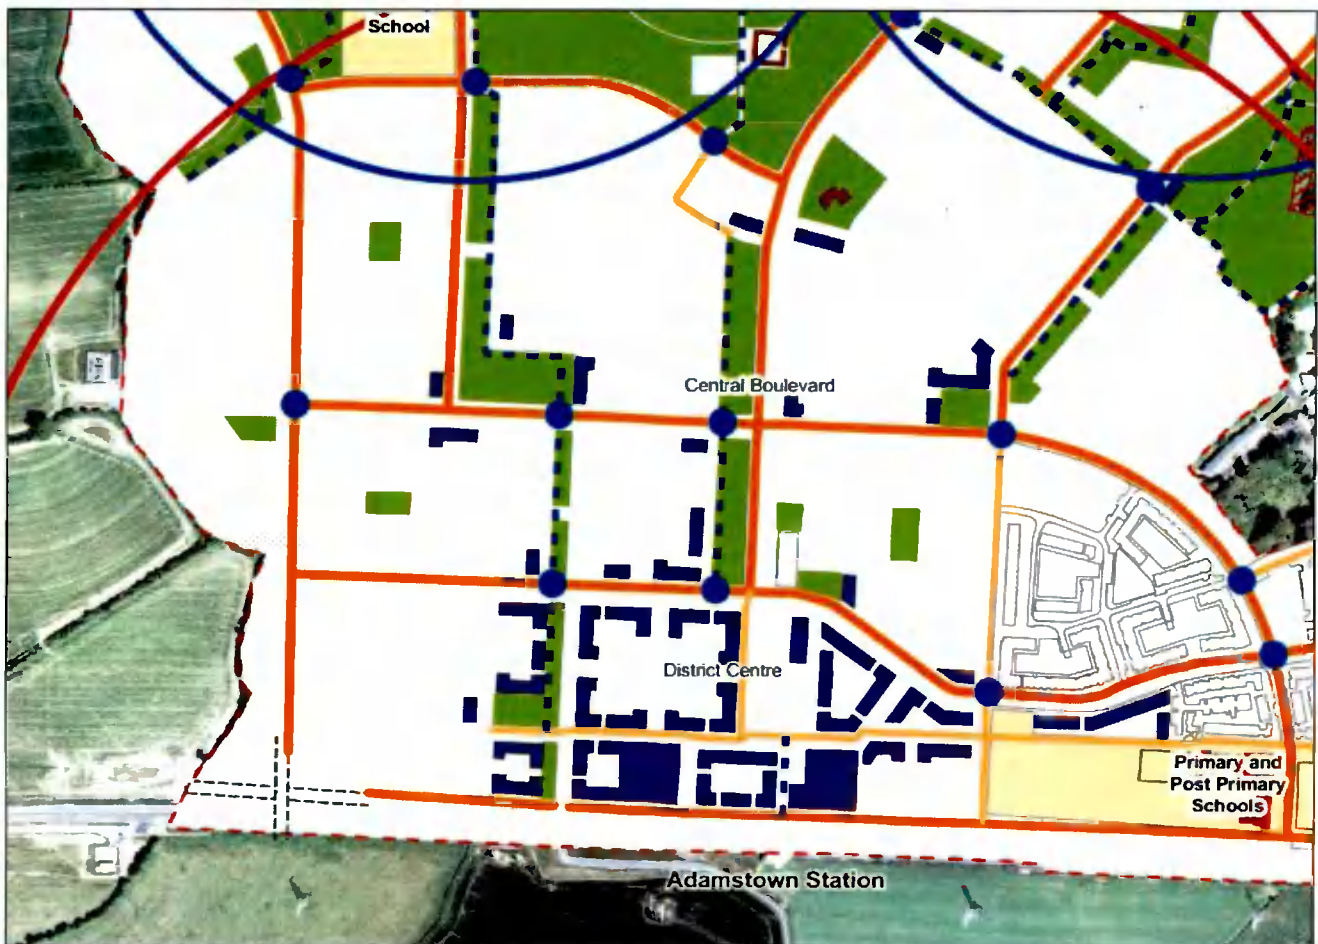 School
Central Boulevard
District Centre
Primary and
Post Primary
Schools
Adamstown Station